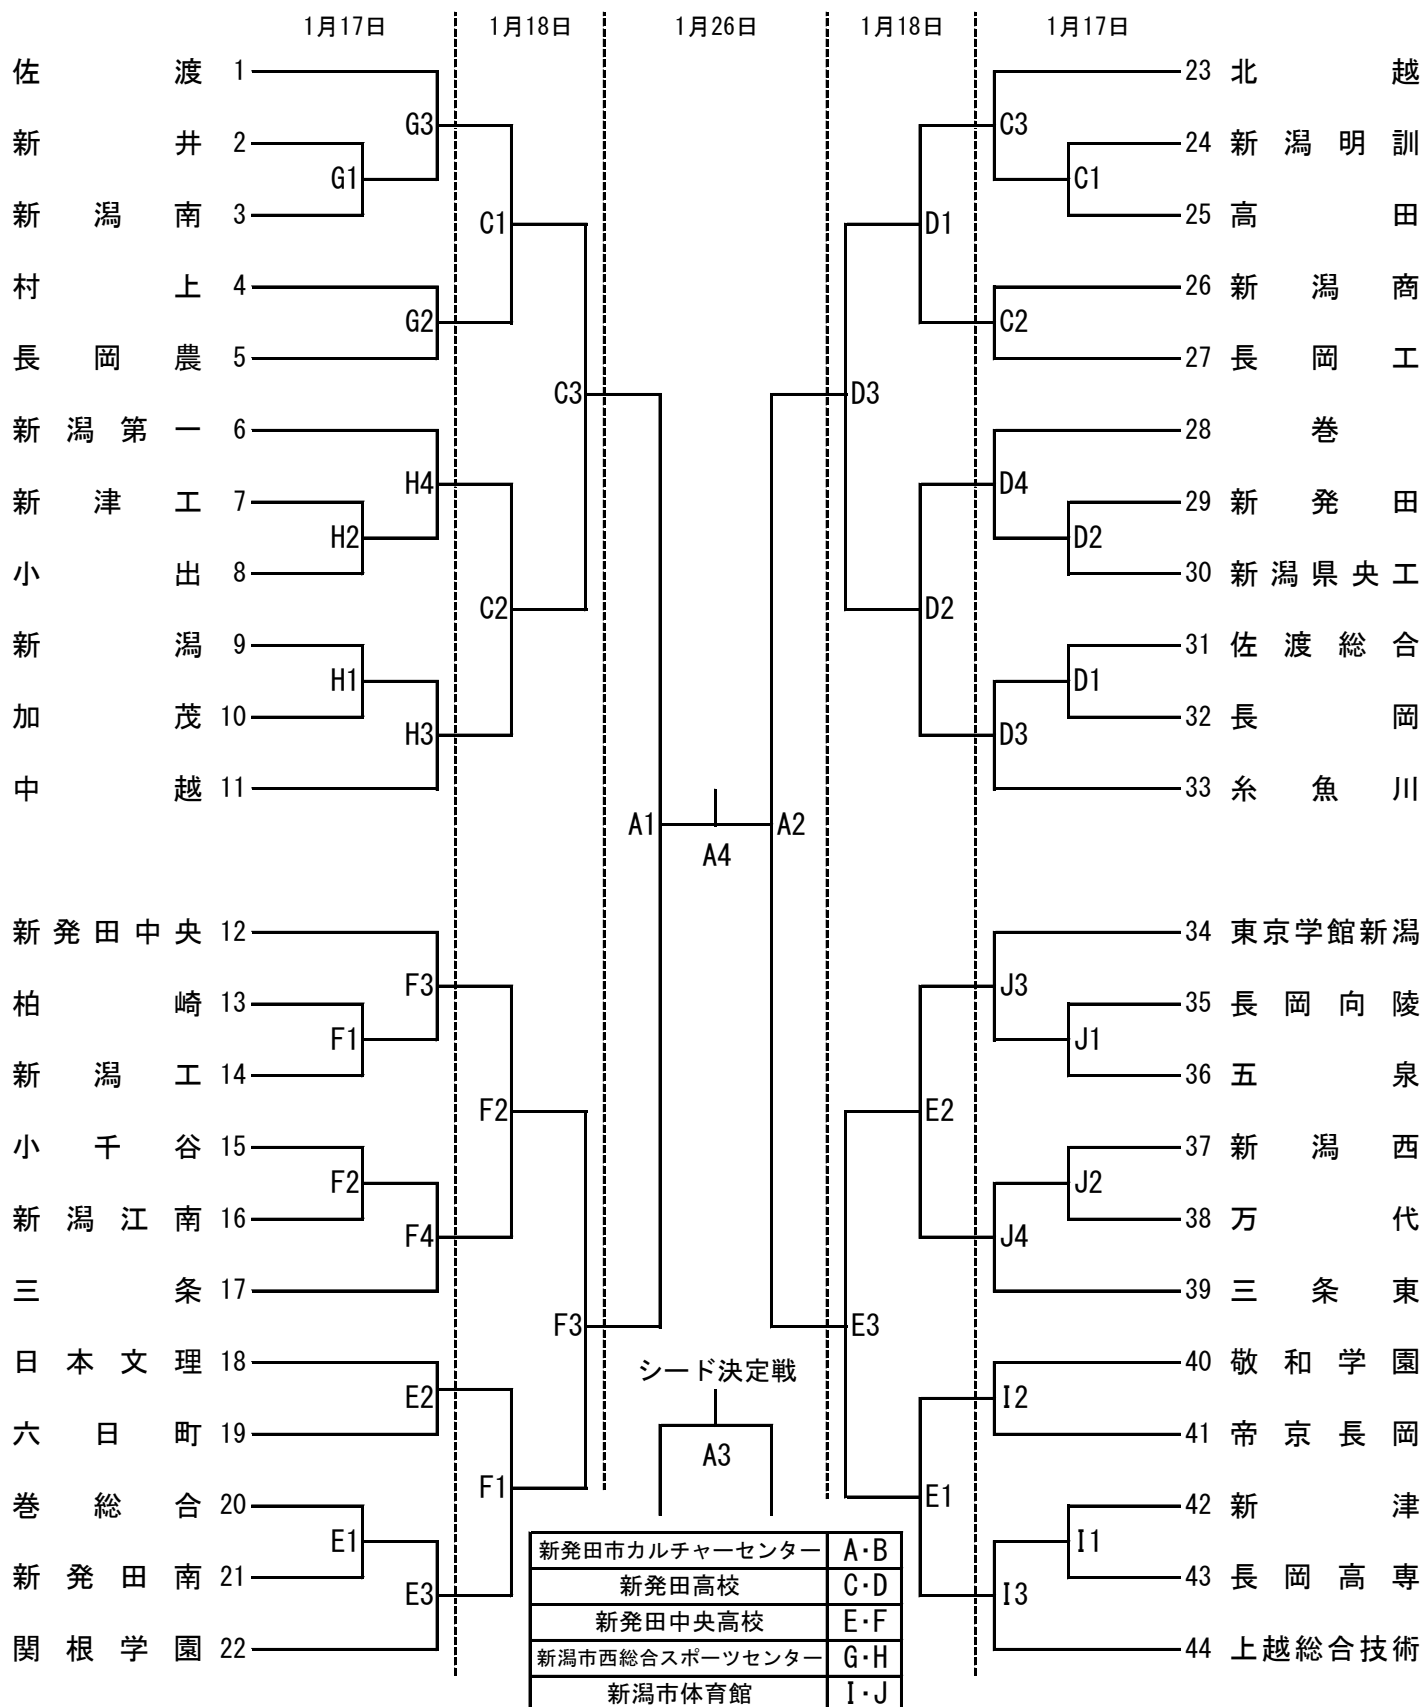 1月17日 1月18日 1月26日 1月18日 1月17日
佐渡 1
新井 2
新潟南 3
村上 4
長岡農 5
新潟第一 6
新津工 7
小出 8
新潟 9
加茂 10
中越 11
新発田中央 12
柏崎 13
新潟工 14
小千谷 15
新潟江南 16
三条 17
日本文理 18
六日町 19
巻総合 20
新発田南 21
関根学園 22
G3
G1
G2
H4
H2
H1
H3
F3
F1
F2
F4
E2
E1
E3
C1
C2
F2
F1
C3
F3
A1
A4
A2
シード決定戦
A3
D3
E3
D1
D2
E2
E1
C3
C1
C2
D4
D2
D1
D3
J3
J1
J2
J4
I2
I1
I3
23 北越
24 新潟明訓
25 高田
26 新潟商
27 長岡工
28 巻
29 新発田
30 新潟県央工
31 佐渡総合
32 長岡
33 糸魚川
34 東京学館新潟
35 長岡向陵
36 五泉
37 新潟西
38 万代
39 三条東
40 敬和学園
41 帝京長岡
42 新津
43 長岡高専
44 上越総合技術
新発田市カルチャーセンター A・B
新発田高校 C・D
新発田中央高校 E・F
新潟市西総合スポーツセンター G・H
新潟市体育館 I・J